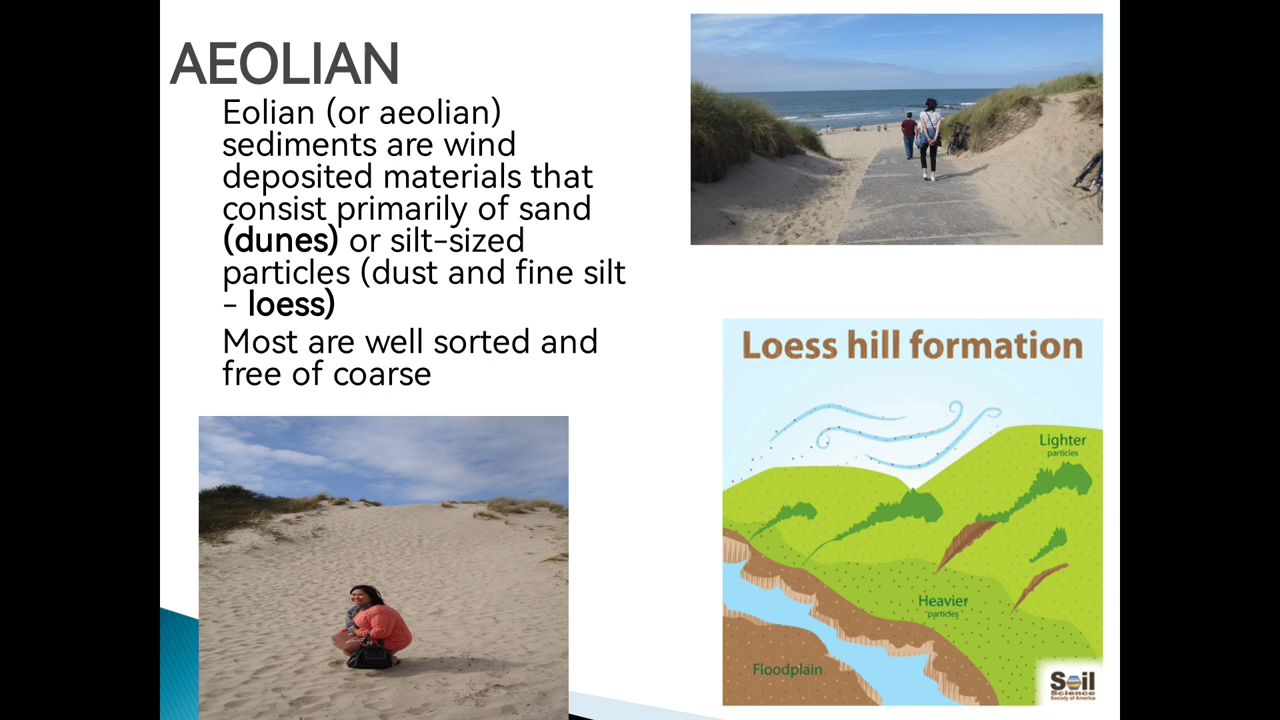 AEOLIAN
Eolian (or aeolian)
sediments are wind
deposited materials that
consist primarily of sand
(dunes) or silt-sized
particles (dust and fine silt
- loess)
Most are well sorted and
free of coarse
Loess hill formation
Lighter
particles
Heavier
particles
Floodplain
Soil
Science
Society of America